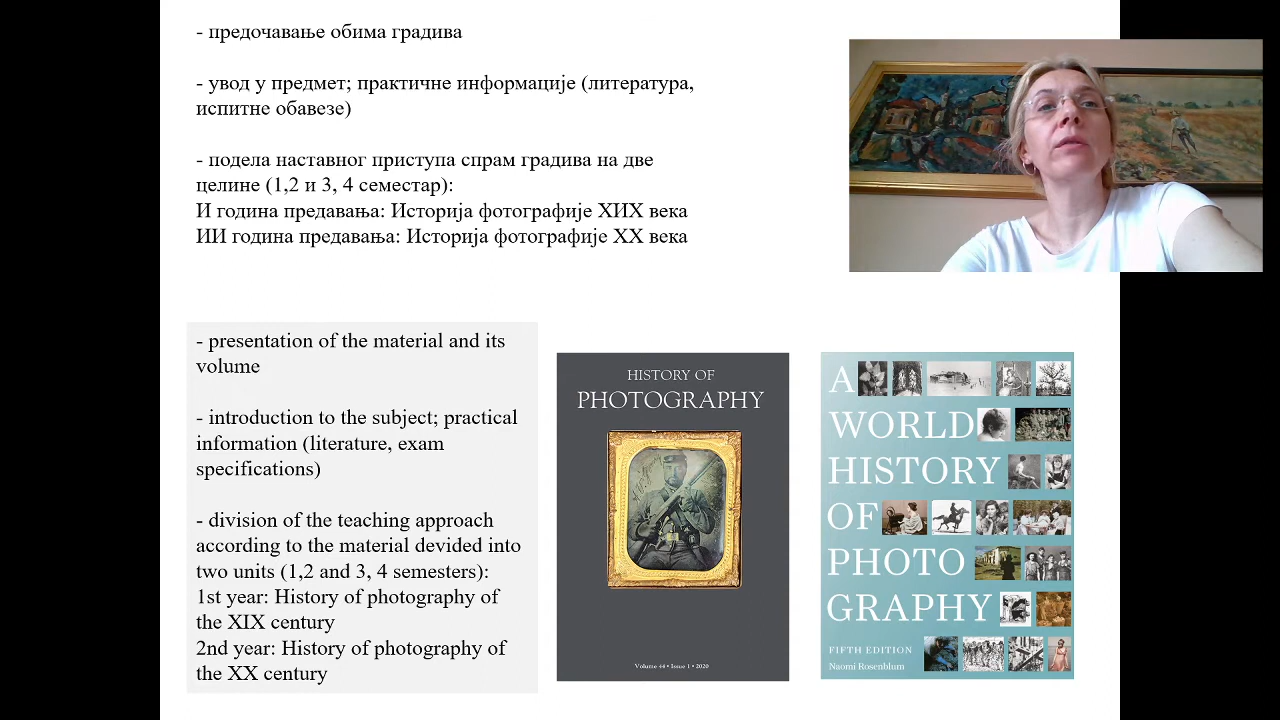 - предочавање обима градива
- увод у предмет; практичне информације (литература,
испитне обавезе)
- подела наставног приступа спрам градива на две
целине (1,2 и 3, 4 семестар):
И година предавања: Историја фотографије ХИХ века
ИИ година предавања: Историја фотографије ХХ века
- presentation of the material and its
volume
- introduction to the subject; practical
information (literature, exam
specifications)
- division of the teaching approach
according to the material devided into
two units (1,2 and 3, 4 semesters):
1st year: History of photography of
the XIX century
2nd year: History of photography of
the XX century
HISTORY OF
PHOTOGRAPHY
Volume 44 • Issue 1 • 2020
A
WORLD
HISTORY
OF
PHOTO
GRAPHY
FIFTH EDITION
Naomi Rosenblum